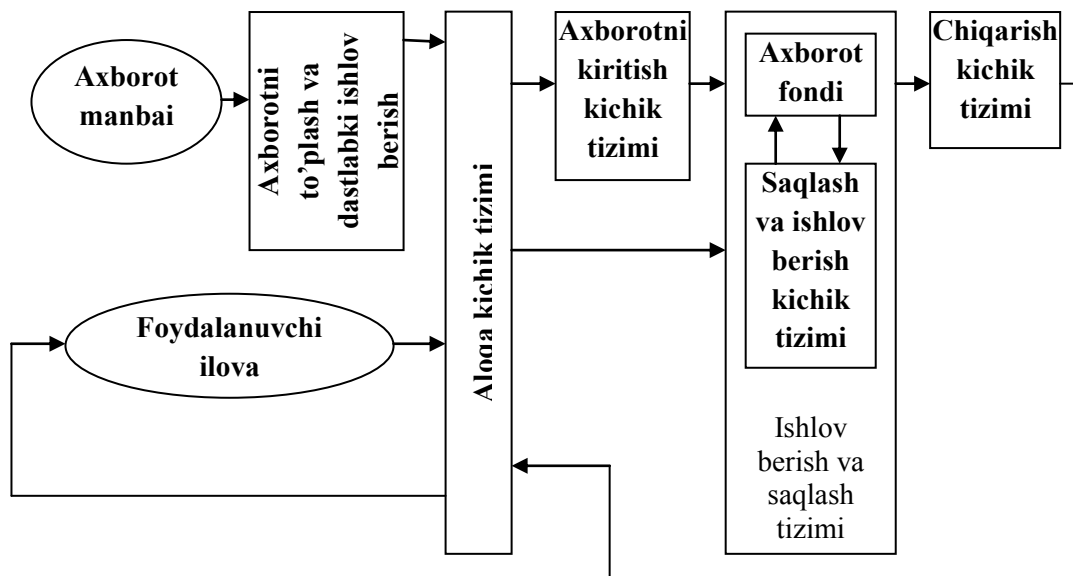 Axborot
manbai
Axborotni
to’plash va
dastlabki ishlov
berish
Foydalanuvchi
ilova
Aloqa kichik tizimi
Axborotni
kiritish
kichik
tizimi
Axborot
fondi
Saqlash
va ishlov
berish
kichik
tizimi
Ishlov
berish va
saqlash
tizimi
Chiqarish
kichik
tizimi